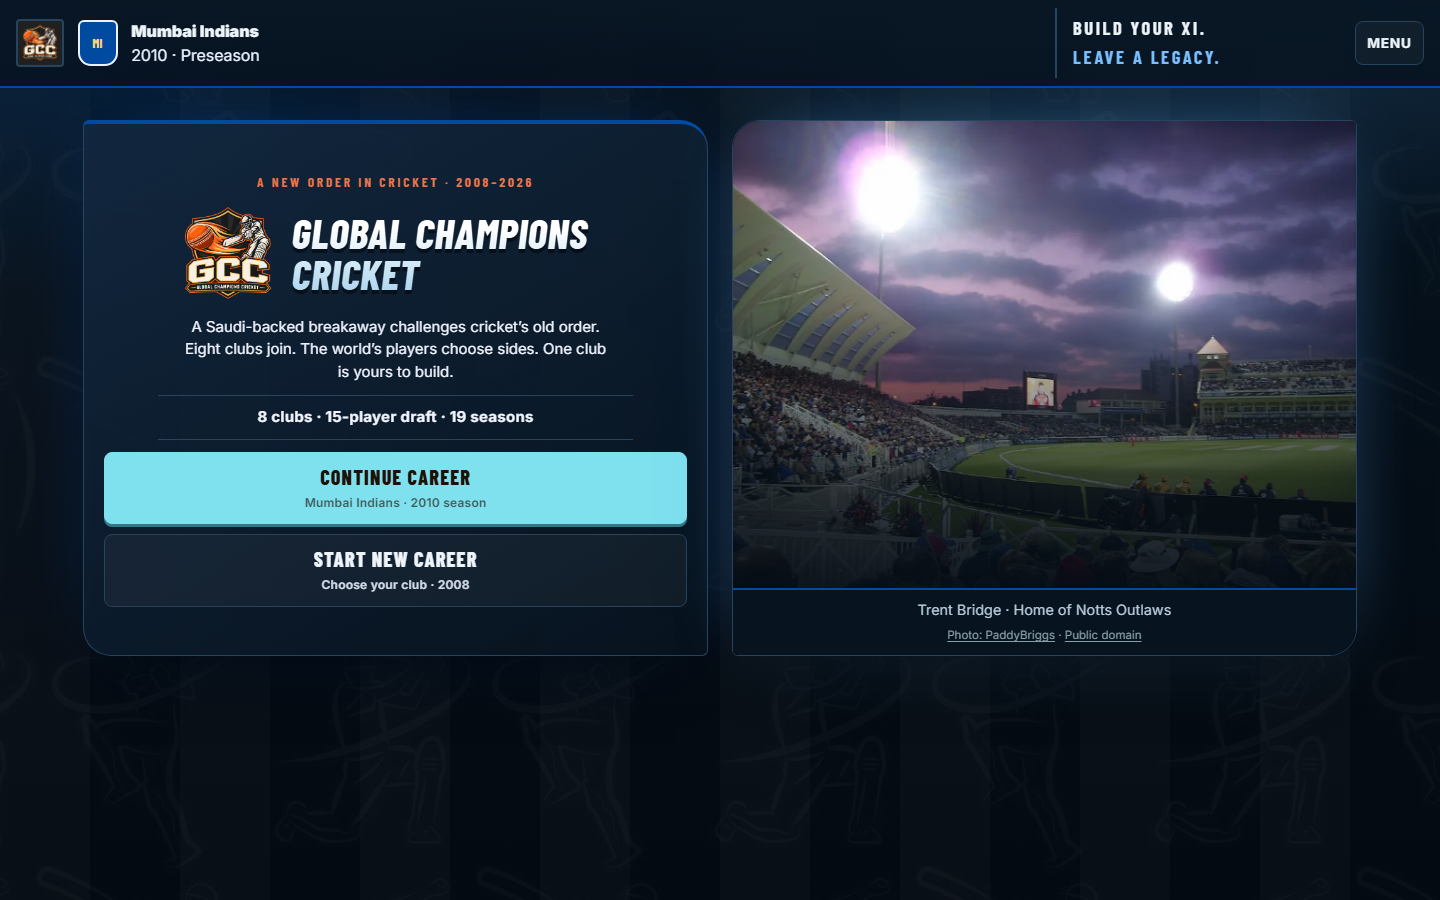 GCC
MI
Mumbai Indians
2010 · Preseason
BUILD YOUR XI.
LEAVE A LEGACY.
MENU
A NEW ORDER IN CRICKET · 2008–2026
GCC
GLOBAL CHAMPIONS CRICKET
GLOBAL CHAMPIONS
CRICKET
A Saudi-backed breakaway challenges cricket’s old order.
Eight clubs join. The world’s players choose sides. One club
is yours to build.
8 clubs · 15-player draft · 19 seasons
CONTINUE CAREER
Mumbai Indians · 2010 season
START NEW CAREER
Choose your club · 2008
Trent Bridge · Home of Notts Outlaws
Photo: PaddyBriggs · Public domain